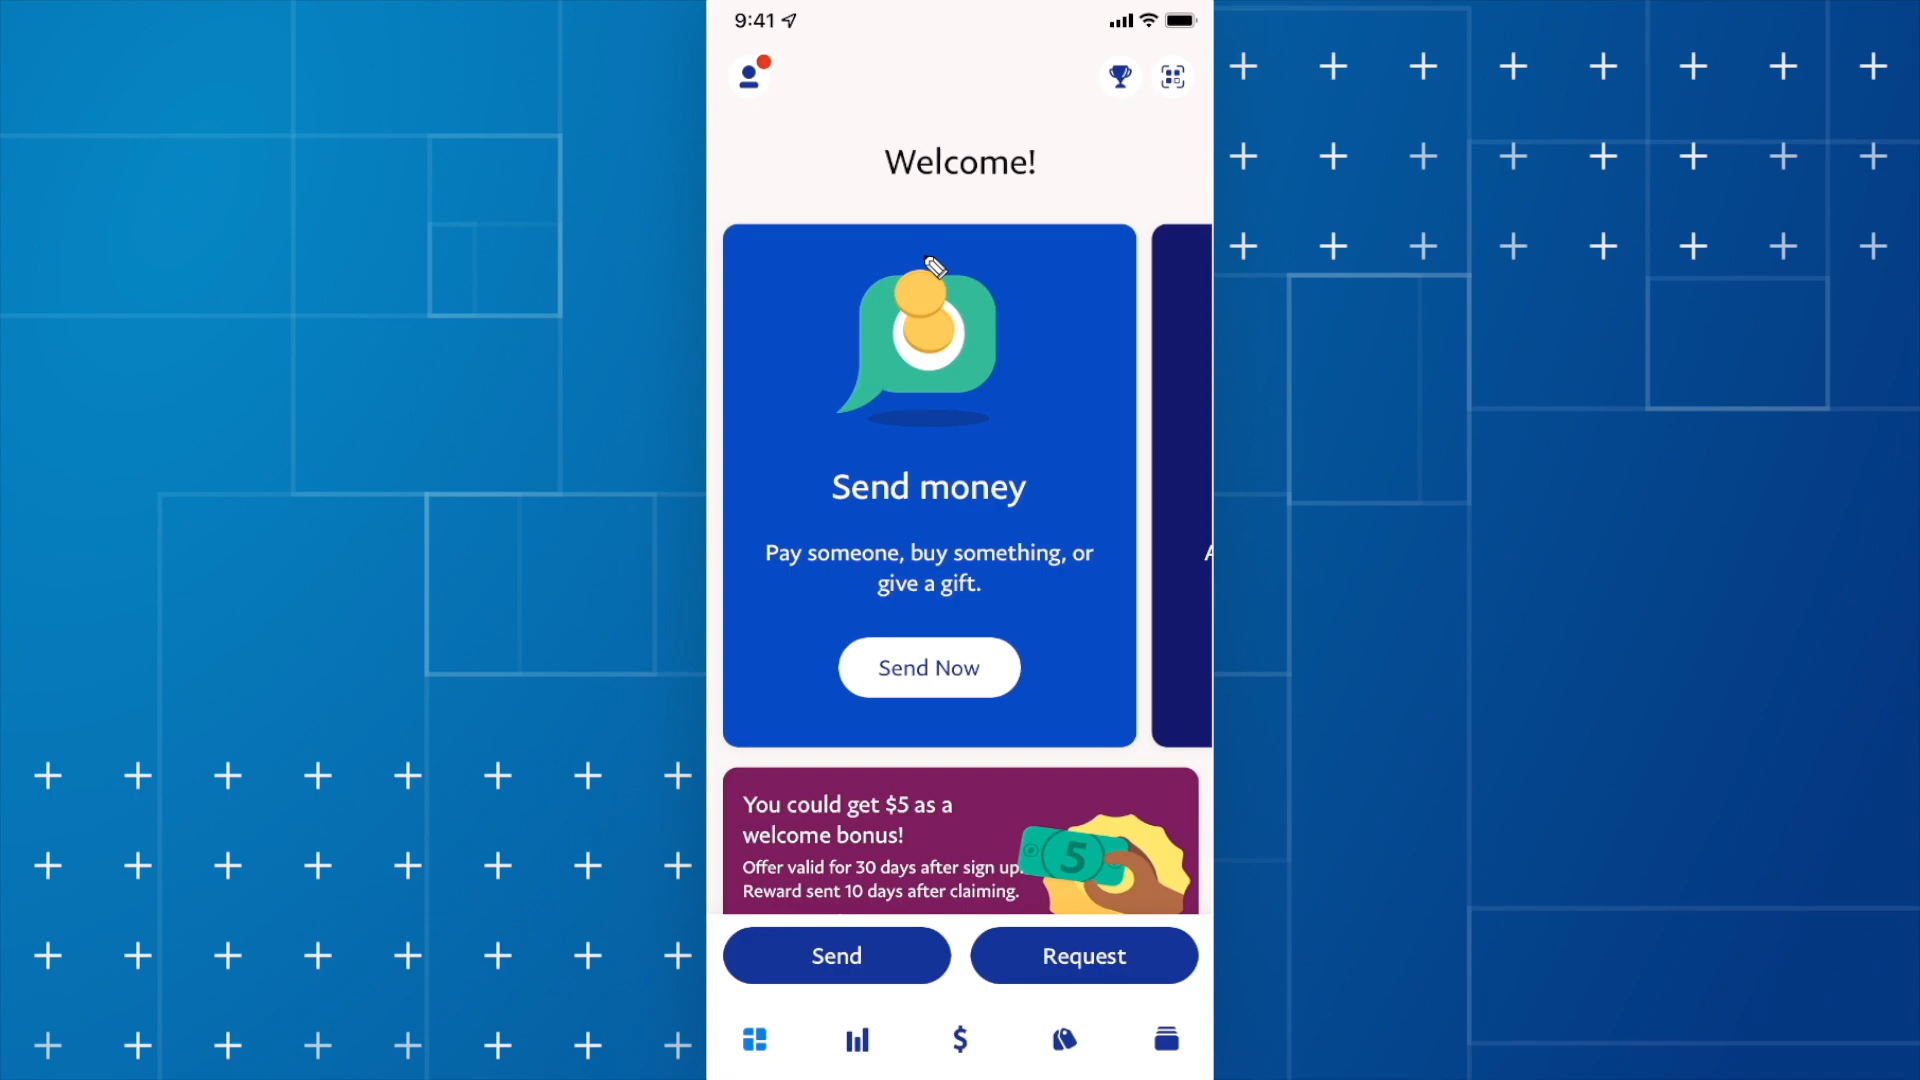 9:41
Welcome!
Send money
Pay someone, buy something, or
give a gift.
Send Now
A
You could get $5 as a
welcome bonus!
Offer valid for 30 days after sign up.
Reward sent 10 days after claiming.
5
Send
Request
$